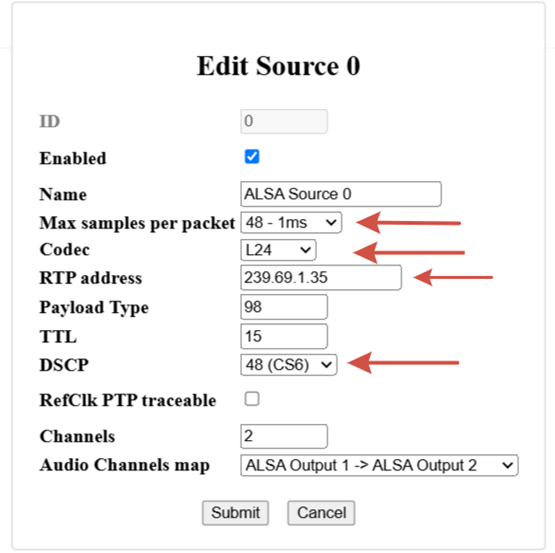 Edit Source 0
ID 0
Enabled
Name ALSA Source 0
Max samples per packet 48 - 1ms
Codec L24
RTP address 239.69.1.35
Payload Type 98
TTL 15
DSCP 48 (CS6)
RefClk PTP traceable
Channels 2
Audio Channels map ALSA Output 1 -> ALSA Output 2
Submit Cancel